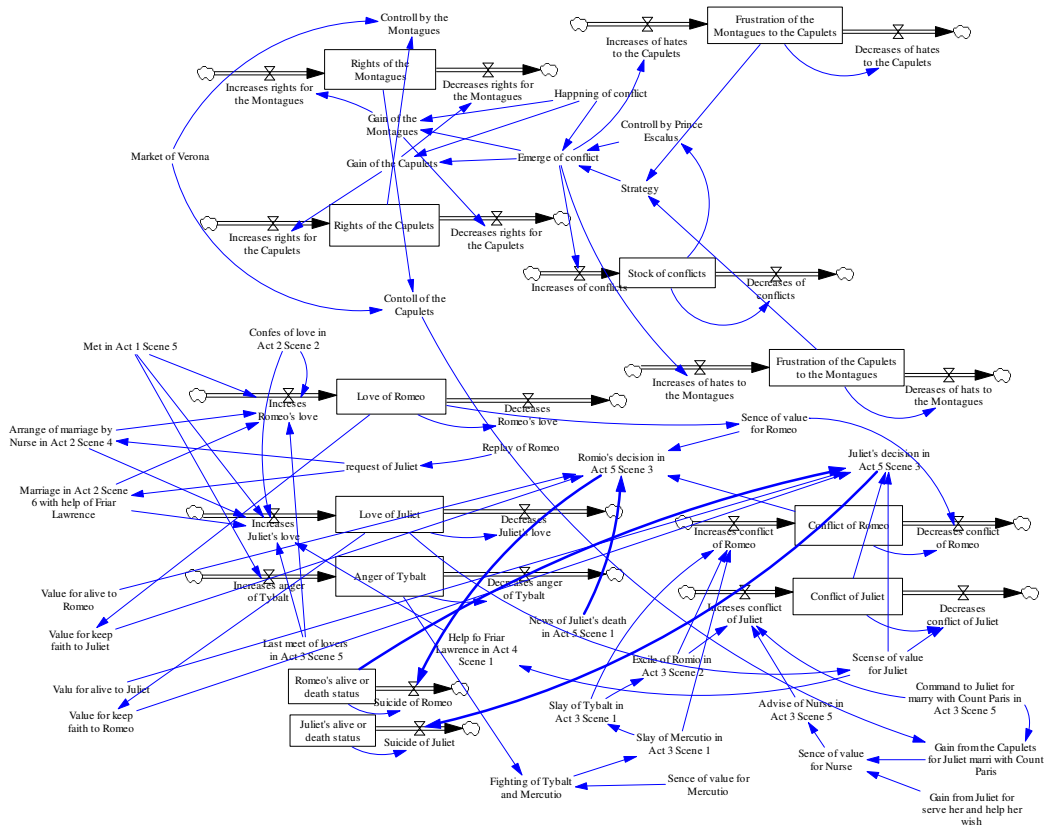 Controll by the
Montagues
Frustration of the
Montagues to the Capulets
Increases of hates
to the Capulets
Decreases of hates
to the Capulets
Rights of the
Montagues
Increases rights for
the Montagues
Decreases rights for
the Montagues
Happning of conflict
Gain of the
Montagues
Controll by Prince
Escalus
Market of Verona
Gain of the Capulets
Emerge of conflict
Strategy
Rights of the Capulets
Increases rights for
the Capulets
Decreases rights for
the Capulets
Stock of conflicts
Increases of conflicts
Decreases of
conflicts
Contoll of the
Capulets
Confes of love in
Act 2 Scene 2
Met in Act 1 Scene 5
Frustration of the Capulets
to the Montagues
Increases of hates to
the Montagues
Dereases of hats to
the Montagues
Love of Romeo
Increses
Romeo's love
Decreases
Romeo's love
Sence of value
for Romeo
Arrange of marriage by
Nurse in Act 2 Scene 4
Replay of Romeo
request of Juliet
Romio's decision in
Act 5 Scene 3
Juliet's decision in
Act 5 Scene 3
Marriage in Act 2 Scene
6 with help of Friar
Lawrence
Love of Juliet
Increases
Juliet's love
Decreases
Juliet's love
Conflict of Romeo
Increases conflict
of Romeo
Decreases conflict
of Romeo
Anger of Tybalt
Increases anger
of Tybalt
Decreases anger
of Tybalt
Value for alive to
Romeo
Conflict of Juliet
Increses conflict
of Juliet
Decreases
conflict of Juliet
News of Juliet's death
in Act 5 Scene 1
Value for keep
faith to Juliet
Last meet of lovers
in Act 3 Scene 5
Help fo Friar
Lawrence in Act 4
Scene 1
Exile of Romio in
Act 3 Scene 2
Scense of value
for Juliet
Valu for alive to Juliet
Romeo's alive or
death status
Suicide of Romeo
Command to Juliet for
marry with Count Paris in
Act 3 Scene 5
Value for keep
faith to Romeo
Slay of Tybalt in
Act 3 Scene 1
Advise of Nurse in
Act 3 Scene 5
Juliet's alive or
death status
Suicide of Juliet
Slay of Mercutio in
Act 3 Scene 1
Sence of value
for Nurse
Gain from the Capulets
for Juliet marri with Count
Paris
Fighting of Tybalt
and Mercutio
Sence of value for
Mercutio
Gain from Juliet for
serve her and help her
wish